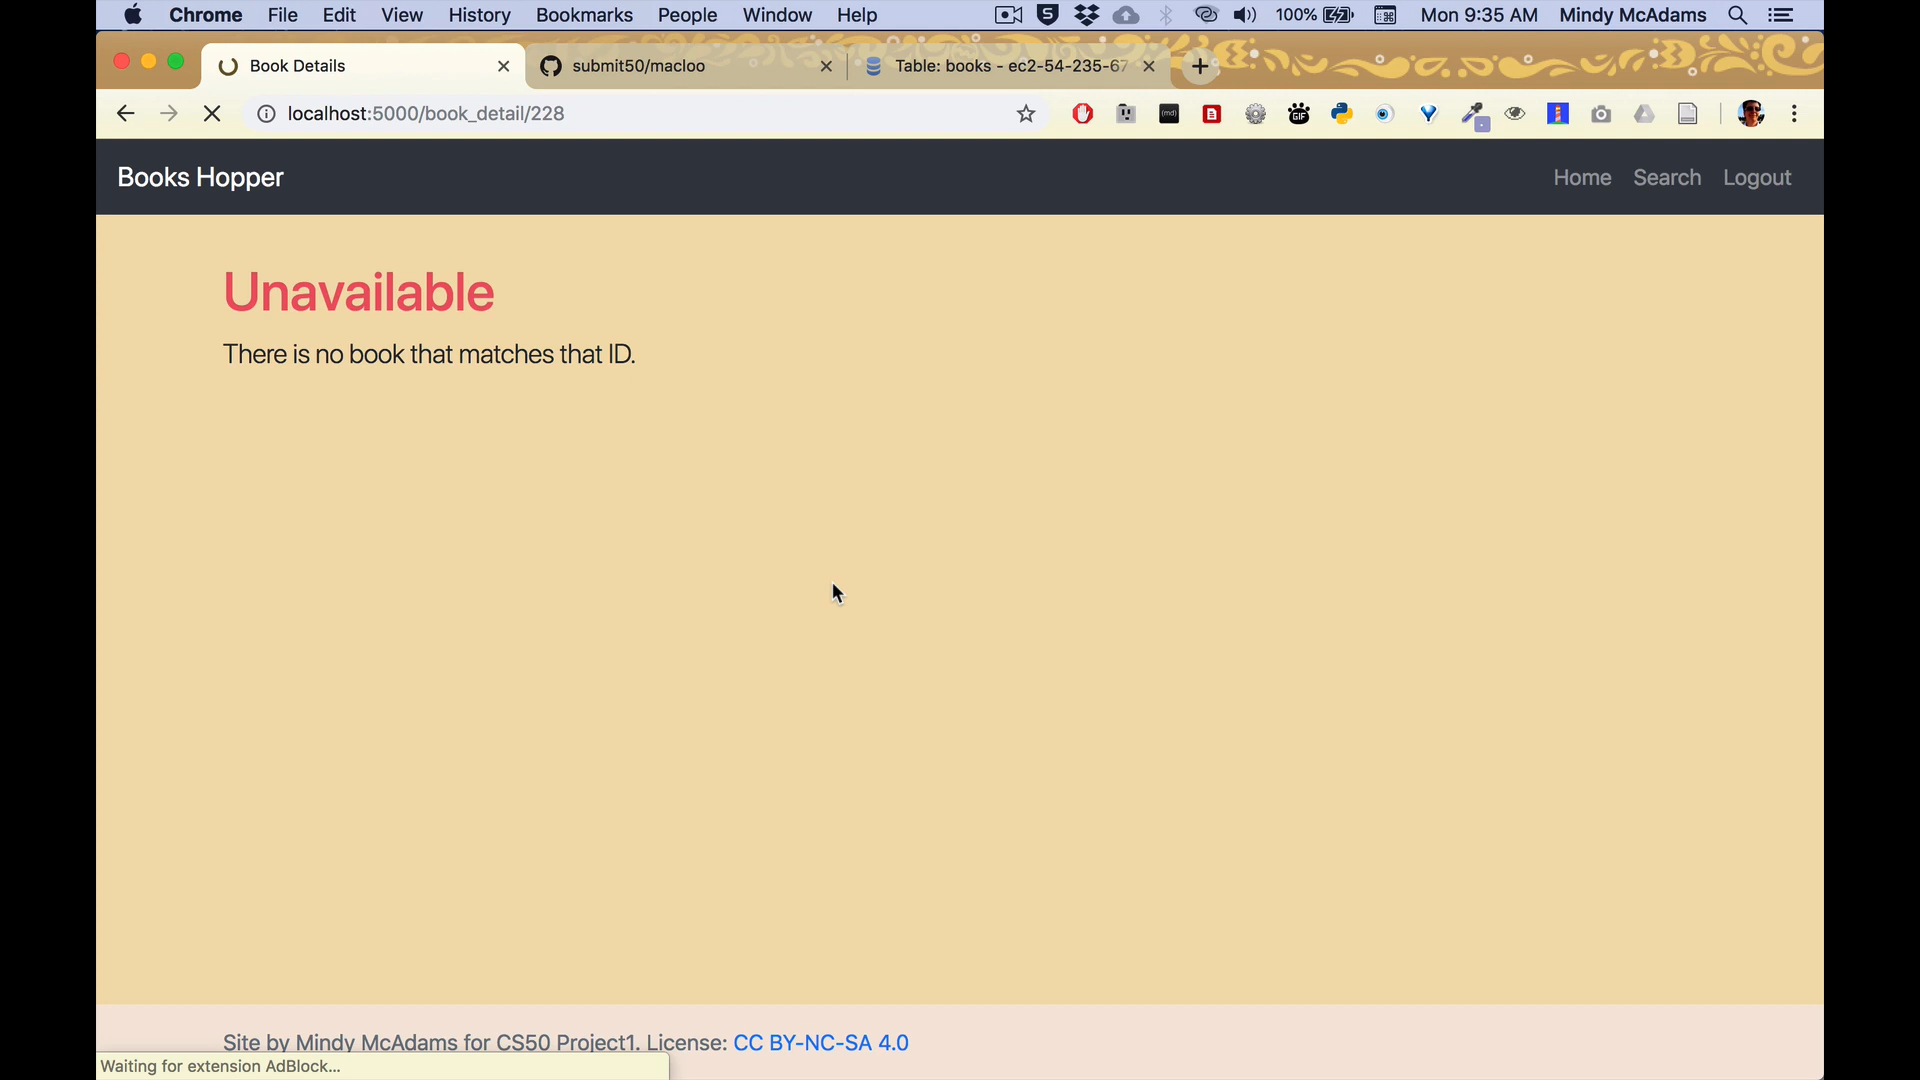 Chrome File Edit View History Bookmarks People Window Help 100% Mon 9:35 AM Mindy McAdams
Book Details submit50/macloo Table: books - ec2-54-235-67
localhost:5000/book_detail/228
Books Hopper Home Search Logout
Unavailable
There is no book that matches that ID.
Site by Mindy McAdams for CS50 Project1. License: CC BY-NC-SA 4.0
Waiting for extension AdBlock...